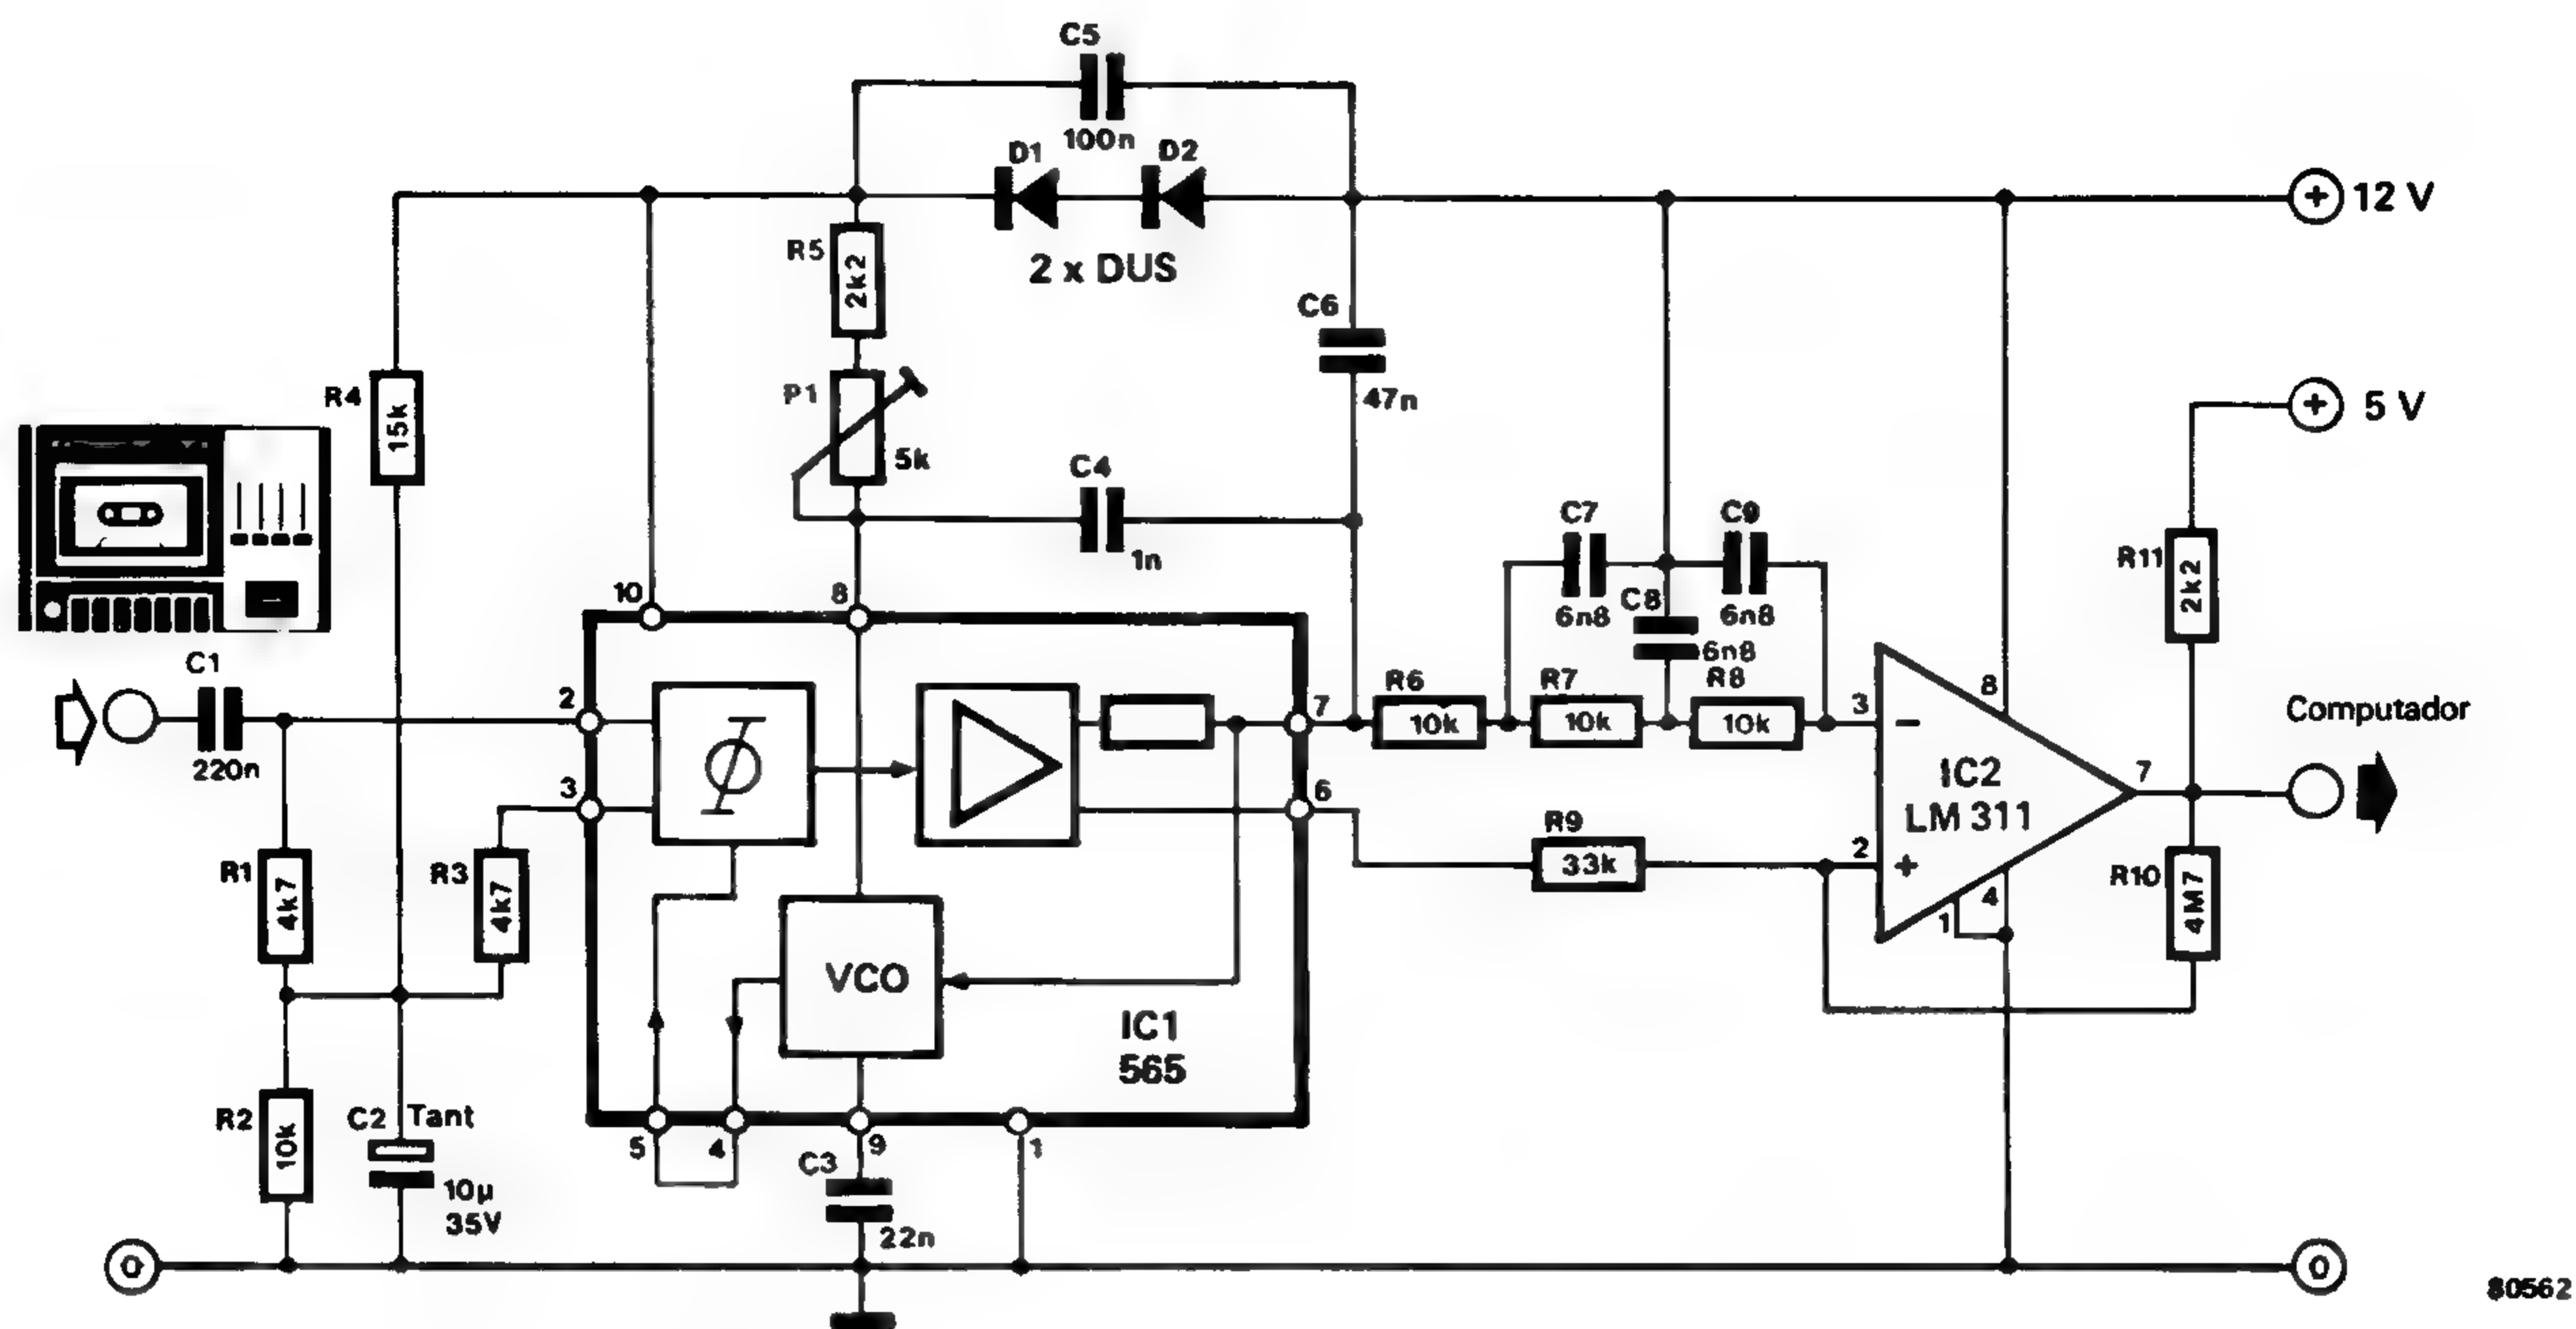 C5
100n
D1
D2
2 x DUS
+ 12 V
R5
2k2
P1
5k
C6
47n
C4
1n
R4
15k
+ 5 V
R11
2k2
C7
6n8
C8
6n8
C9
6n8
C1
220n
10
8
2
3
7
6
R6
10k
R7
10k
R8
10k
3
−
2
+
8
IC2
LM 311
7
4
1
Computador
R9
33k
R10
4M7
R1
4k7
R3
4k7
Φ
VCO
IC1
565
R2
10k
C2
Tant
10µ
35V
5
4
9
1
C3
22n
0
0
80562